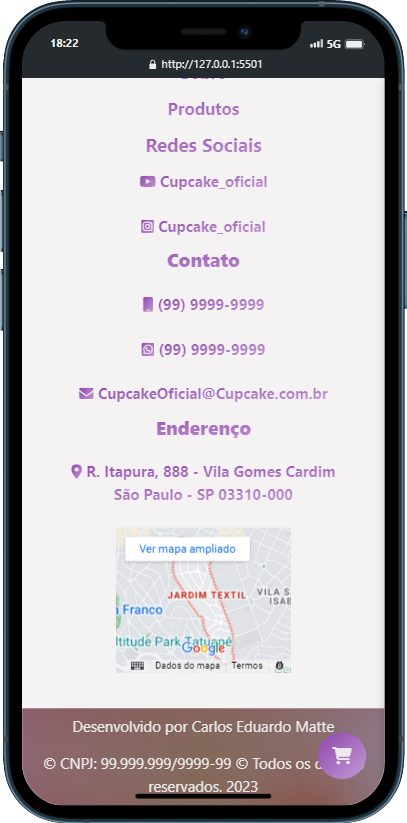 18:22
5G
http://127.0.0.1:5501
Sobre
Produtos
Redes Sociais
Cupcake_oficial
Cupcake_oficial
Contato
(99) 9999-9999
(99) 9999-9999
CupcakeOficial@Cupcake.com.br
Enderenço
R. Itapura, 888 - Vila Gomes Cardim
São Paulo - SP 03310-000
Ver mapa ampliado
JARDIM TEXTIL
VILA S
ISAB
a Franco
ltitude Park Tatuapé
Google
Dados do mapa
Termos
Desenvolvido por Carlos Eduardo Matte
© CNPJ: 99.999.999/9999-99 © Todos os
reservados. 2023